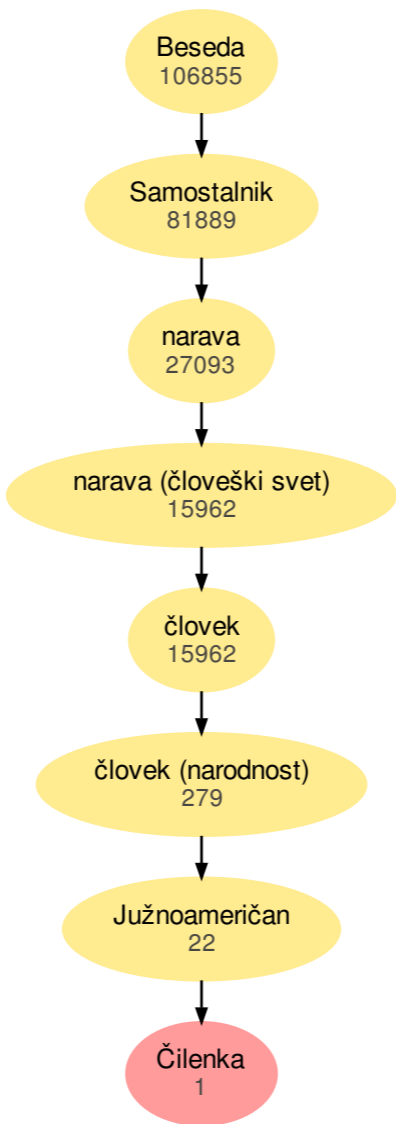 Beseda
106855
Samostalnik
81889
narava
27093
narava (človeški svet)
15962
človek
15962
človek (narodnost)
279
Južnoameričan
22
Čilenka
1